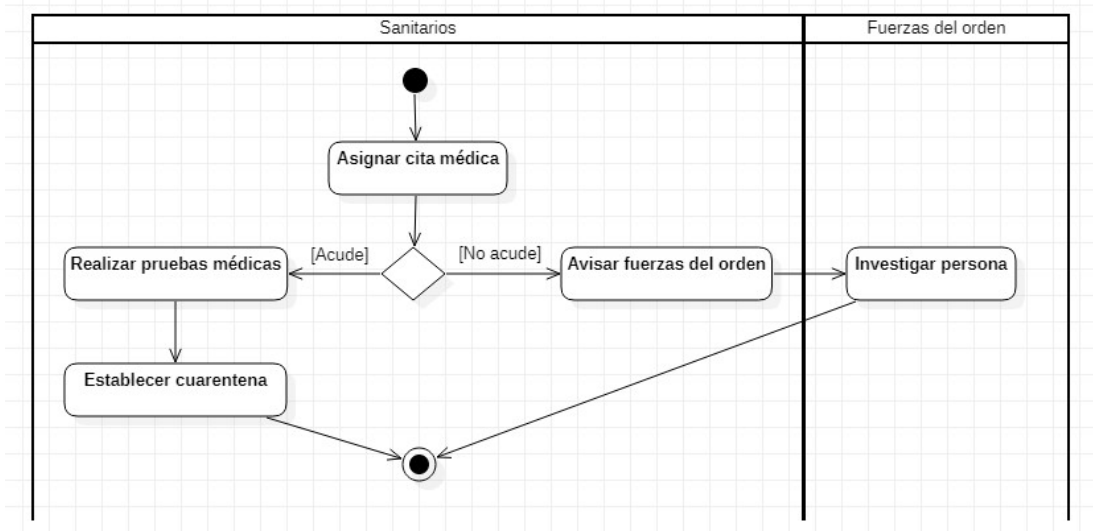 Sanitarios
Fuerzas del orden
Asignar cita médica
[Acude]
[No acude]
Realizar pruebas médicas
Avisar fuerzas del orden
Investigar persona
Establecer cuarentena